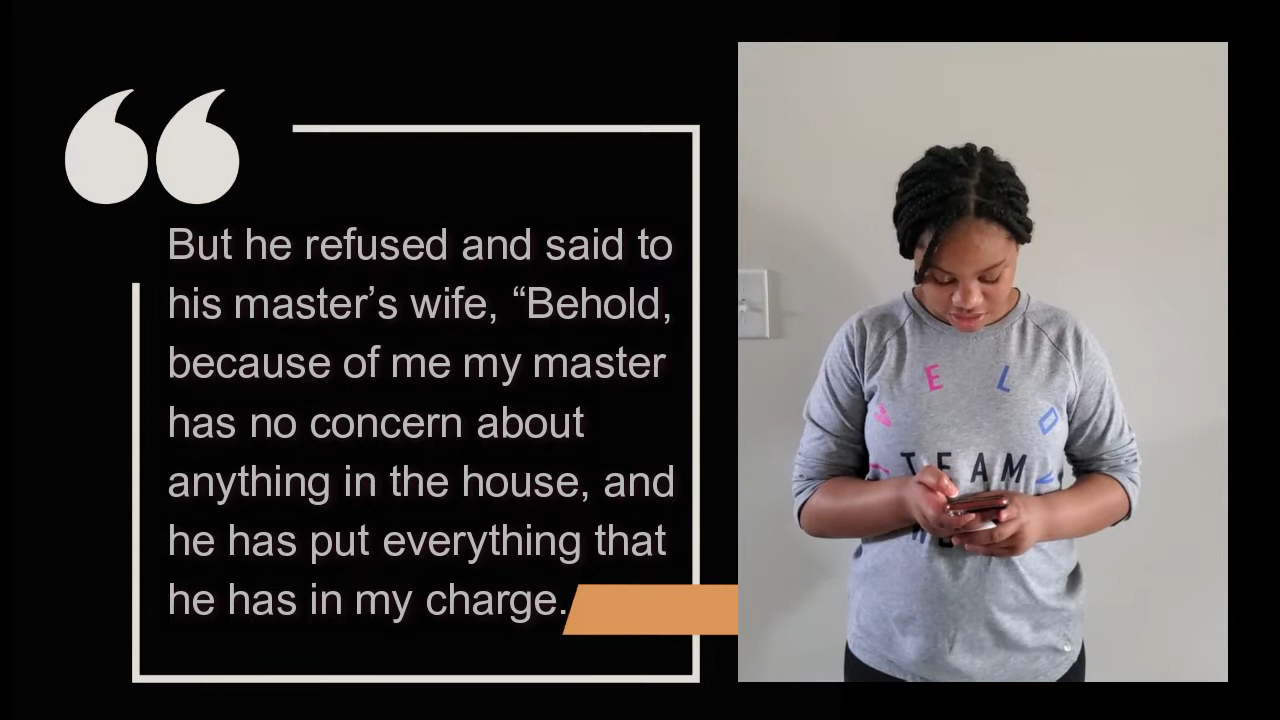 But he refused and said to
his master’s wife, “Behold,
because of me my master
has no concern about
anything in the house, and
he has put everything that
he has in my charge.
E L
TEAM